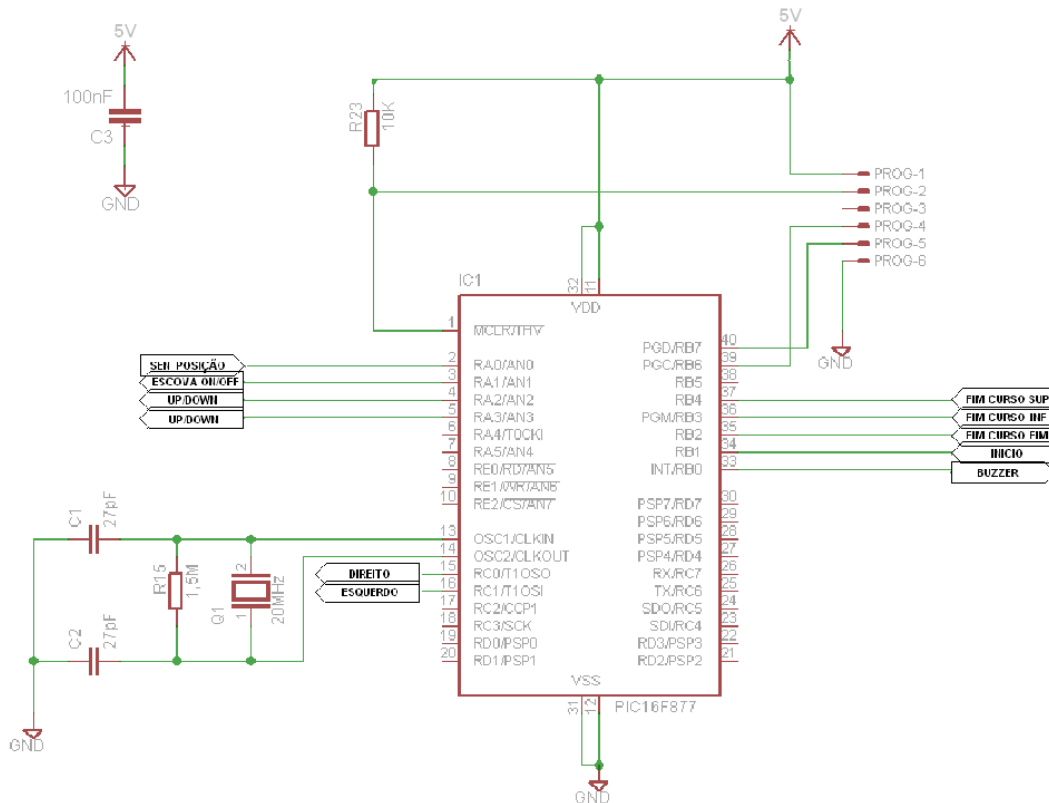 5V
100nF
C3
GND
5V
R23
10K
PROG-1
PROG-2
PROG-3
PROG-4
PROG-5
PROG-6
GND
IC1
32
11
VDD
1
MCLR/THV
2
RA0/AN0
3
RA1/AN1
4
RA2/AN2
5
RA3/AN3
6
RA4/T0CKI
7
RA5/AN4
8
RE0/RD/AN5
9
RE1/WR/AN6
10
RE2/CS/AN7
13
OSC1/CLKIN
14
OSC2/CLKOUT
15
RC0/T1OSO
16
RC1/T1OSI
17
RC2/CCP1
18
RC3/SCK
19
RD0/PSP0
20
RD1/PSP1
40
PGD/RB7
39
PGC/RB6
38
RB5
37
RB4
36
PGM/RB3
35
RB2
34
RB1
33
INT/RB0
30
PSP7/RD7
29
PSP6/RD6
28
PSP5/RD5
27
PSP4/RD4
26
RX/RC7
25
TX/RC6
24
SDO/RC5
23
SDI/RC4
22
RD3/PSP3
21
RD2/PSP2
VSS
31
12
PIC16F877
GND
SEN POSIÇÃO
ESCOVA ON/OFF
UP/DOWN
UP/DOWN
DIREITO
ESQUERDO
FIM CURSO SUP
FIM CURSO INF
FIM CURSO FIM
INICIO
BUZZER
C1
27pF
C2
27pF
R15
1,5M
Q1
2
1
20MHz
GND